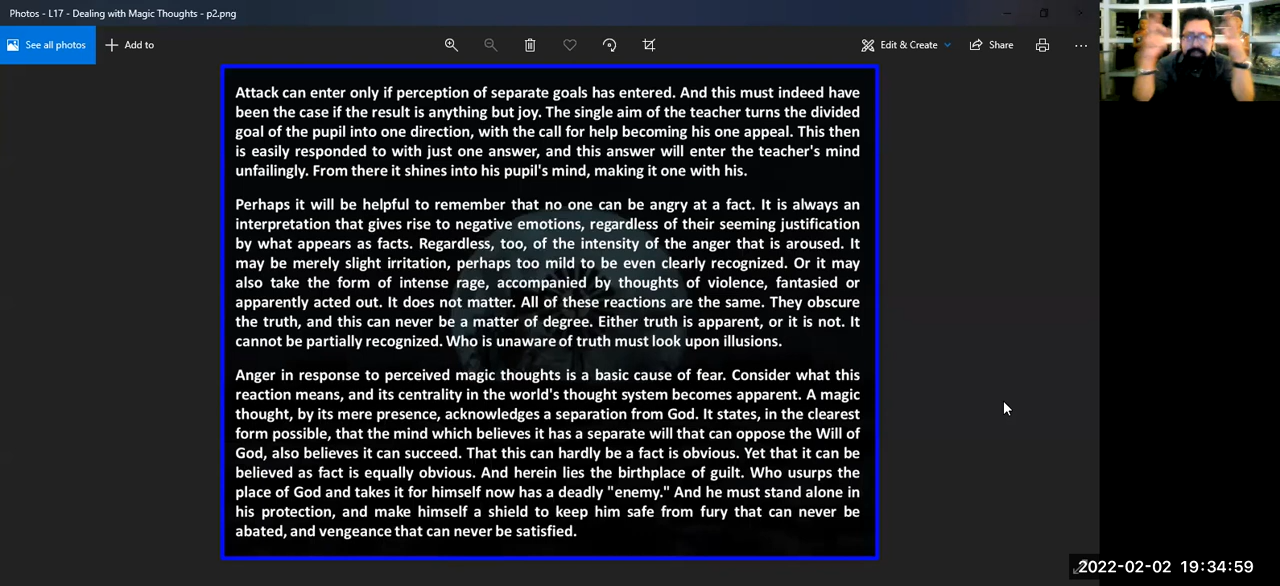 Photos - L17 - Dealing with Magic Thoughts - p2.png
See all photos
Add to
Edit & Create
Share
Attack can enter only if perception of separate goals has entered. And this must indeed have
been the case if the result is anything but joy. The single aim of the teacher turns the divided
goal of the pupil into one direction, with the call for help becoming his one appeal. This then
is easily responded to with just one answer, and this answer will enter the teacher's mind
unfailingly. From there it shines into his pupil's mind, making it one with his.
Perhaps it will be helpful to remember that no one can be angry at a fact. It is always an
interpretation that gives rise to negative emotions, regardless of their seeming justification
by what appears as facts. Regardless, too, of the intensity of the anger that is aroused. It
may be merely slight irritation, perhaps too mild to be even clearly recognized. Or it may
also take the form of intense rage, accompanied by thoughts of violence, fantasied or
apparently acted out. It does not matter. All of these reactions are the same. They obscure
the truth, and this can never be a matter of degree. Either truth is apparent, or it is not. It
cannot be partially recognized. Who is unaware of truth must look upon illusions.
Anger in response to perceived magic thoughts is a basic cause of fear. Consider what this
reaction means, and its centrality in the world's thought system becomes apparent. A magic
thought, by its mere presence, acknowledges a separation from God. It states, in the clearest
form possible, that the mind which believes it has a separate will that can oppose the Will of
God, also believes it can succeed. That this can hardly be a fact is obvious. Yet that it can be
believed as fact is equally obvious. And herein lies the birthplace of guilt. Who usurps the
place of God and takes it for himself now has a deadly "enemy." And he must stand alone in
his protection, and make himself a shield to keep him safe from fury that can never be
abated, and vengeance that can never be satisfied.
2022-02-02 19:34:59